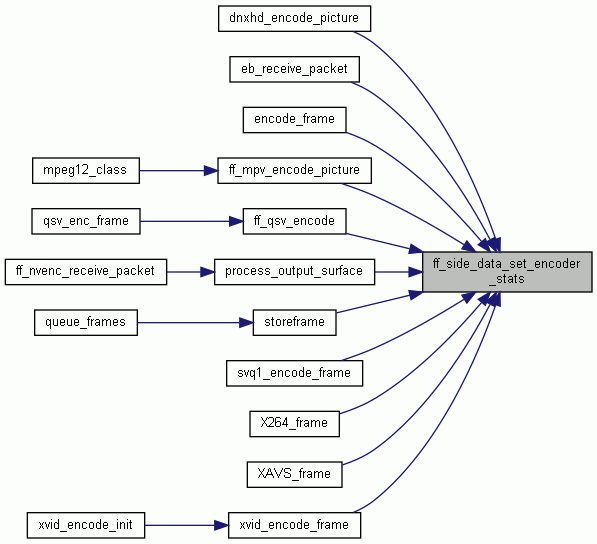 dnxhd_encode_picture
eb_receive_packet
encode_frame
mpeg12_class
ff_mpv_encode_picture
qsv_enc_frame
ff_qsv_encode
ff_side_data_set_encoder
_stats
ff_nvenc_receive_packet
process_output_surface
queue_frames
storeframe
svq1_encode_frame
X264_frame
XAVS_frame
xvid_encode_init
xvid_encode_frame